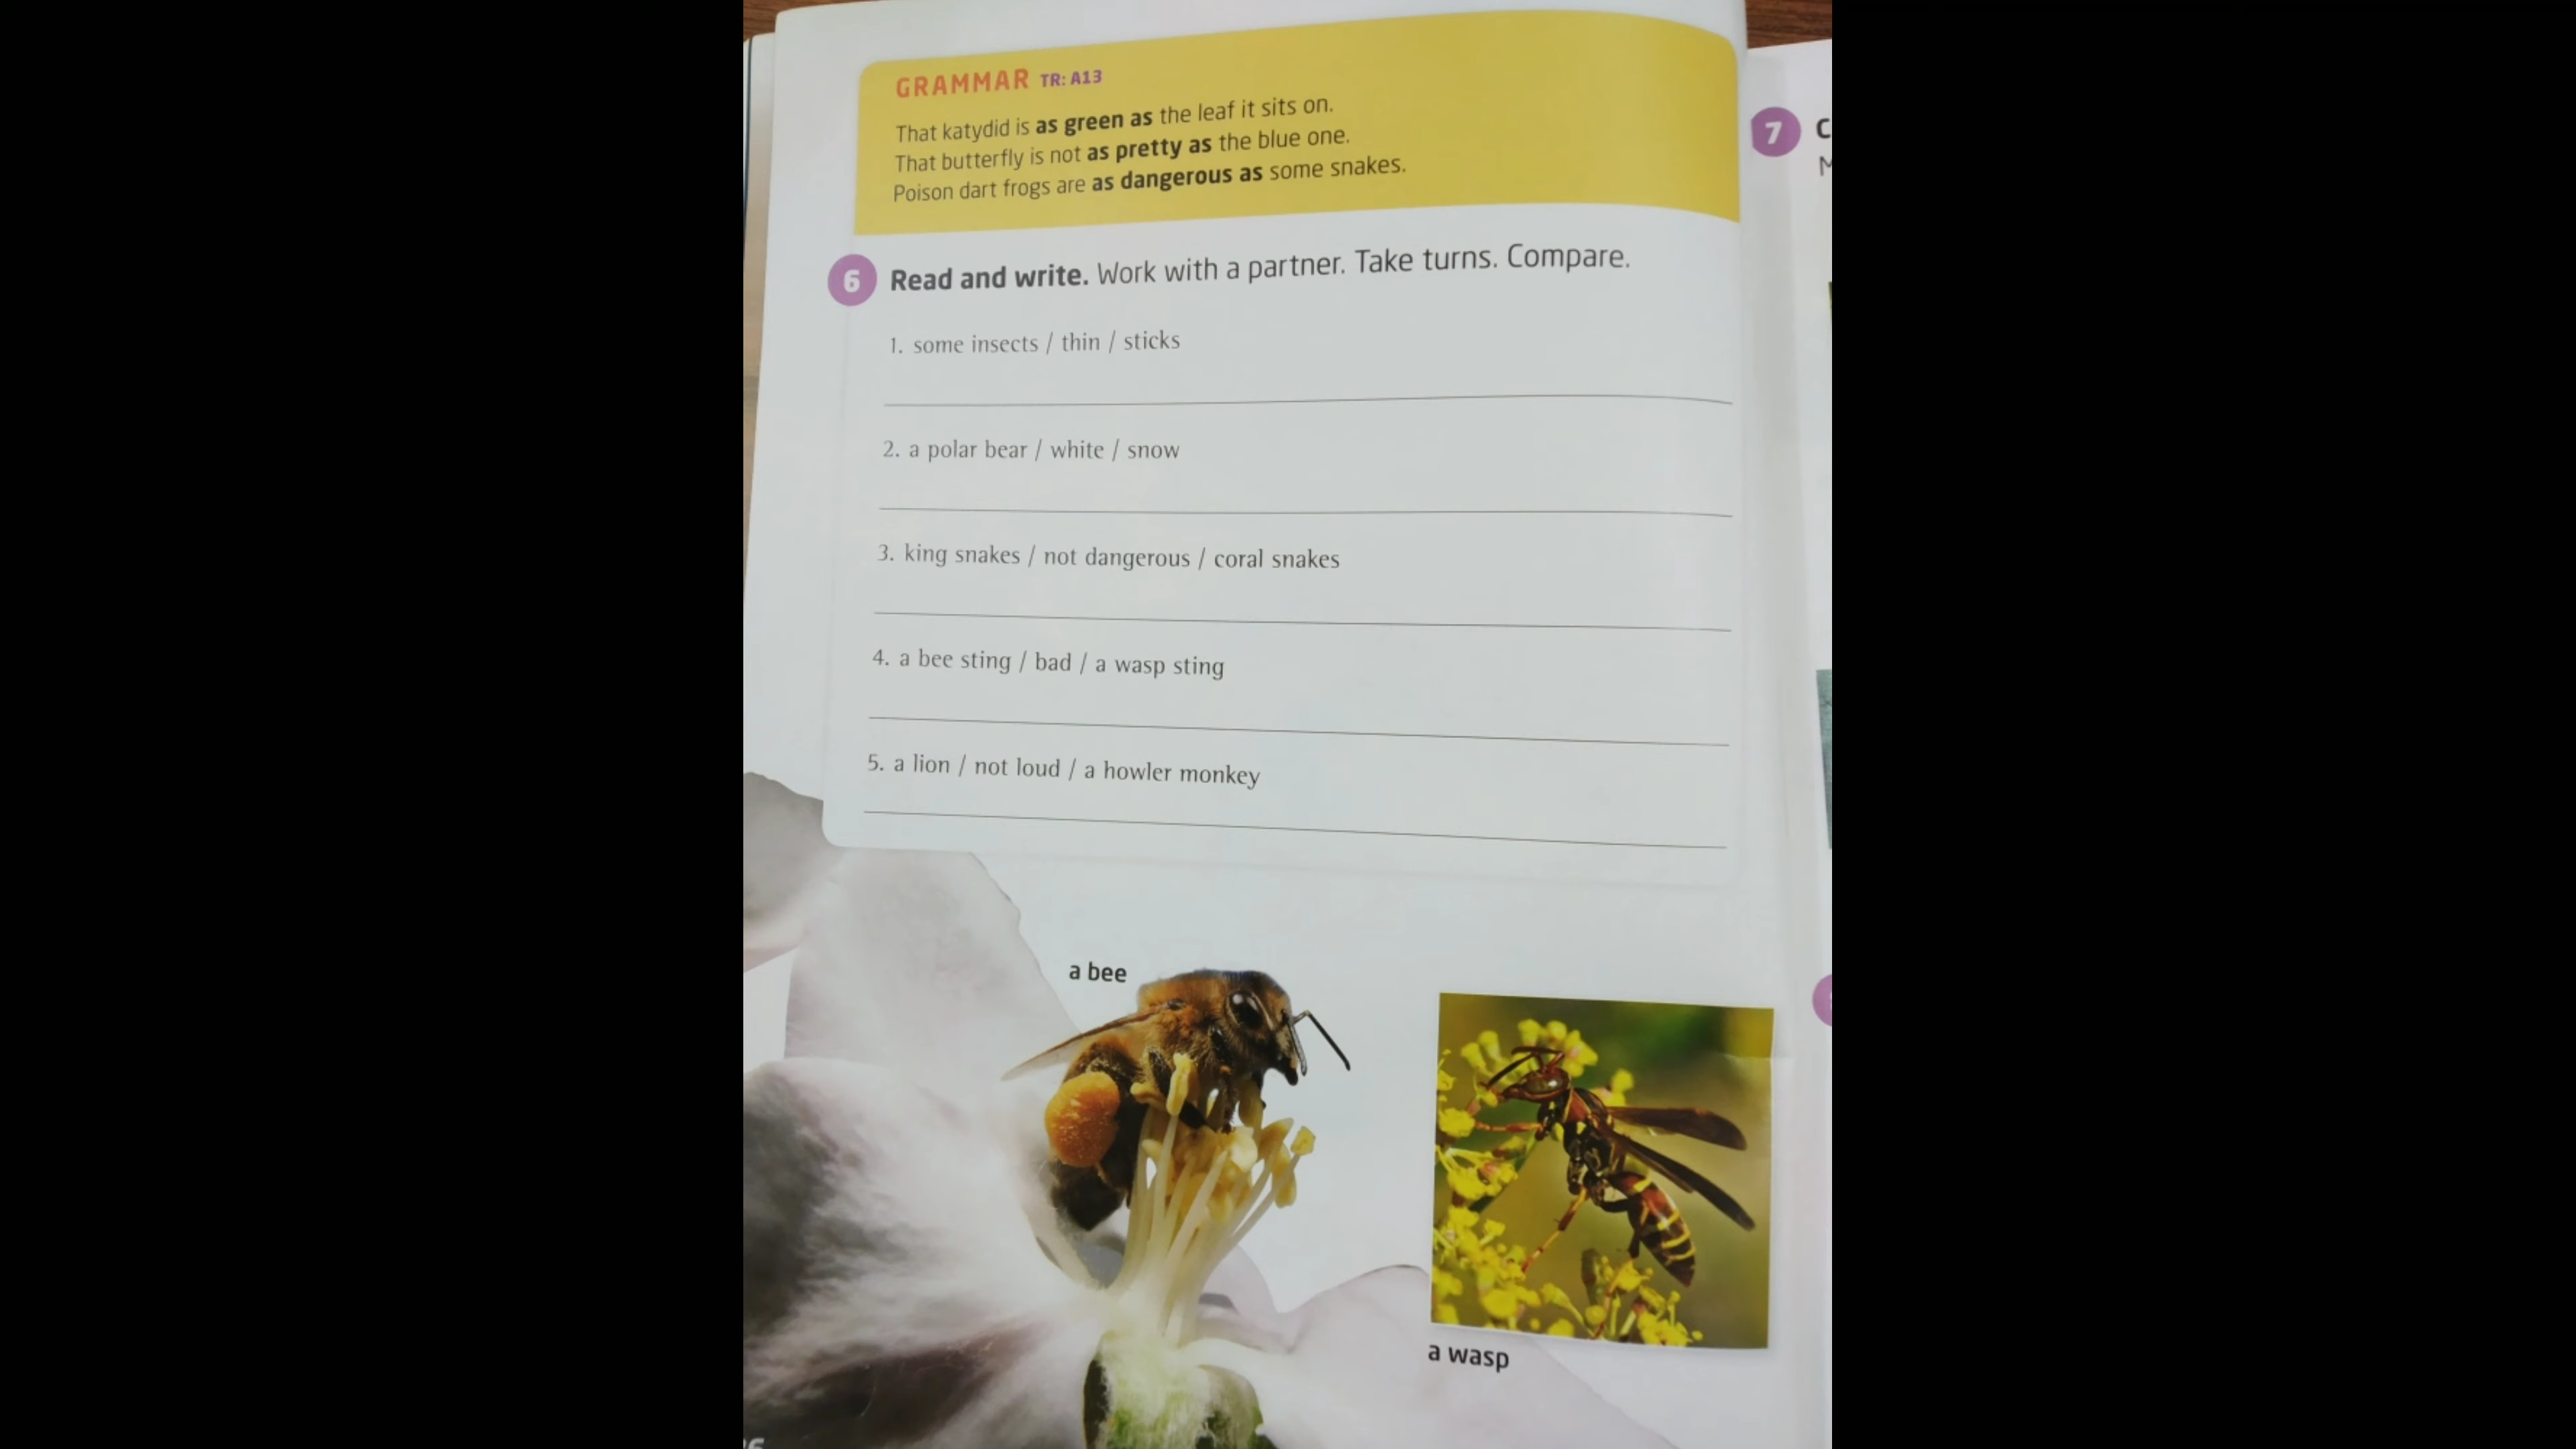 GRAMMAR TR: A13
That katydid is as green as the leaf it sits on.
That butterfly is not as pretty as the blue one.
Poison dart frogs are as dangerous as some snakes.
6 Read and write. Work with a partner. Take turns. Compare.
1. some insects / thin / sticks
2. a polar bear / white / snow
3. king snakes / not dangerous / coral snakes
4. a bee sting / bad / a wasp sting
5. a lion / not loud / a howler monkey
a bee
a wasp
7